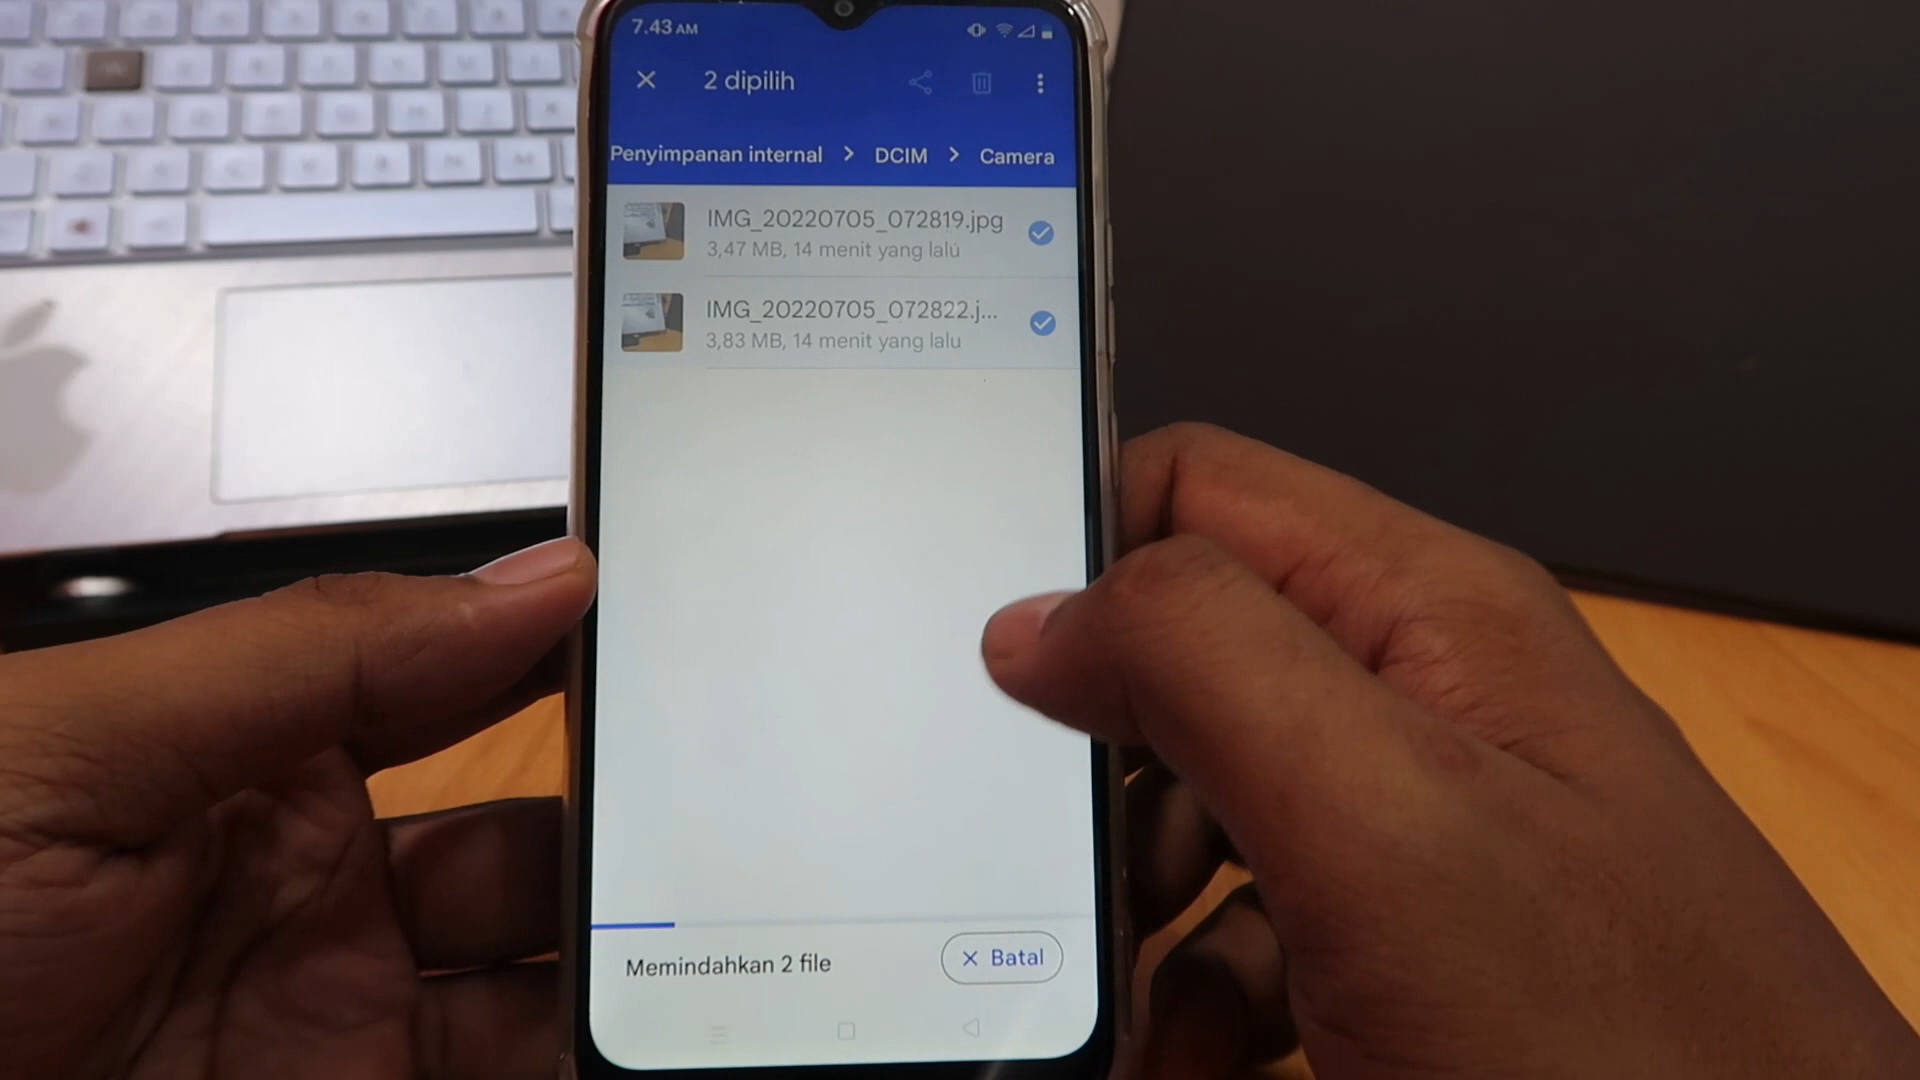 7.43 AM
2 dipilih
Penyimpanan internal > DCIM > Camera
IMG_20220705_072819.jpg
3,47 MB, 14 menit yang lalu
IMG_20220705_072822.j...
3,83 MB, 14 menit yang lalu
Memindahkan 2 file
× Batal